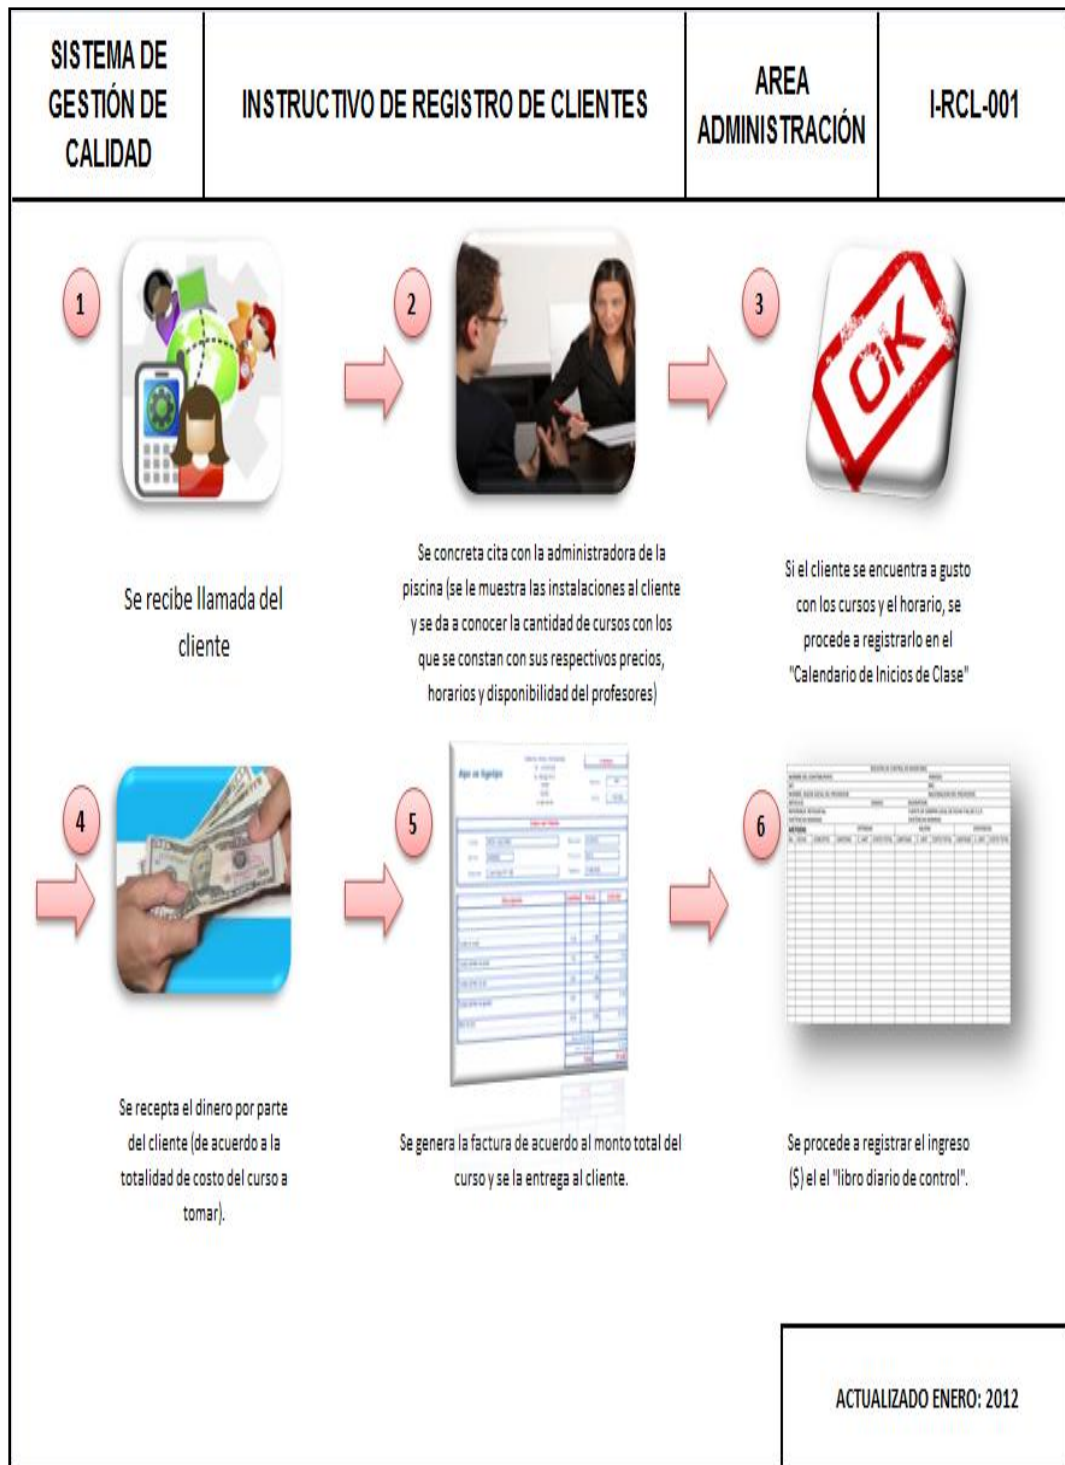 SISTEMA DE
GESTIÓN DE
CALIDAD
INSTRUCTIVO DE REGISTRO DE CLIENTES
AREA
ADMINISTRACIÓN
I-RCL-001
1
2
3
OK
Se recibe llamada del
cliente
Se concreta cita con la administradora de la
piscina (se le muestra las instalaciones al cliente
y se da a conocer la cantidad de cursos con los
que se constan con sus respectivos precios,
horarios y disponibilidad del profesores)
Si el cliente se encuentra a gusto
con los cursos y el horario, se
procede a registrarlo en el
"Calendario de Inicios de Clase"
4
5
6
Se recepta el dinero por parte
del cliente (de acuerdo a la
totalidad de costo del curso a
tomar).
Se genera la factura de acuerdo al monto total del
curso y se la entrega al cliente.
Se procede a registrar el ingreso
($) el el "libro diario de control".
ACTUALIZADO ENERO: 2012